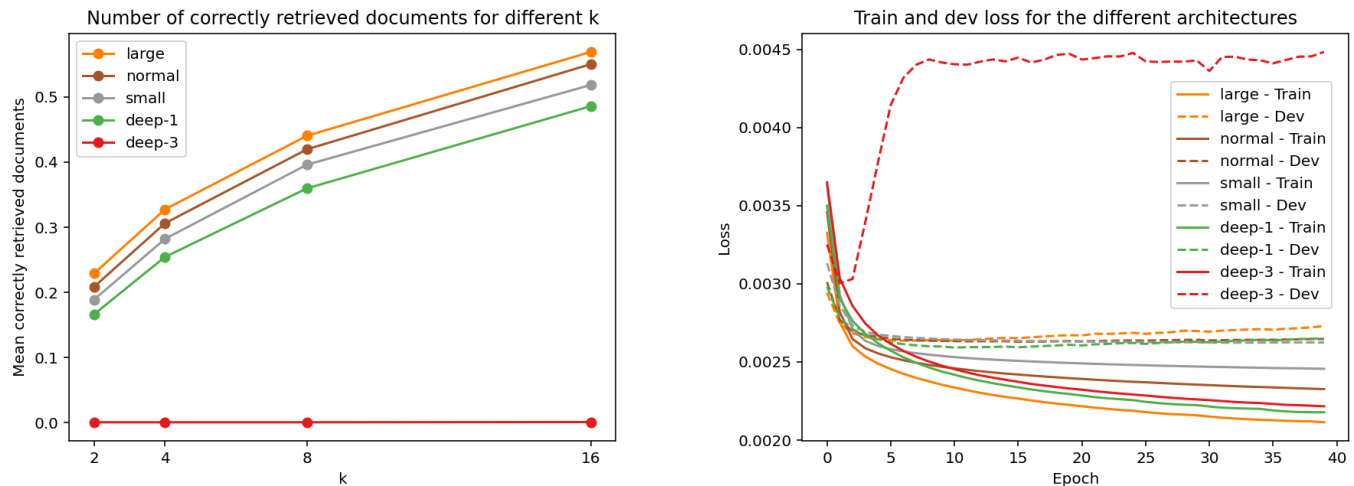 Number of correctly retrieved documents for different k
Mean correctly retrieved documents
0.5
0.4
0.3
0.2
0.1
0.0
large
normal
small
deep-1
deep-3
2 4 8 16
k
Train and dev loss for the different architectures
Loss
0.0045
0.0040
0.0035
0.0030
0.0025
0.0020
large - Train
large - Dev
normal - Train
normal - Dev
small - Train
small - Dev
deep-1 - Train
deep-1 - Dev
deep-3 - Train
deep-3 - Dev
0 5 10 15 20 25 30 35 40
Epoch